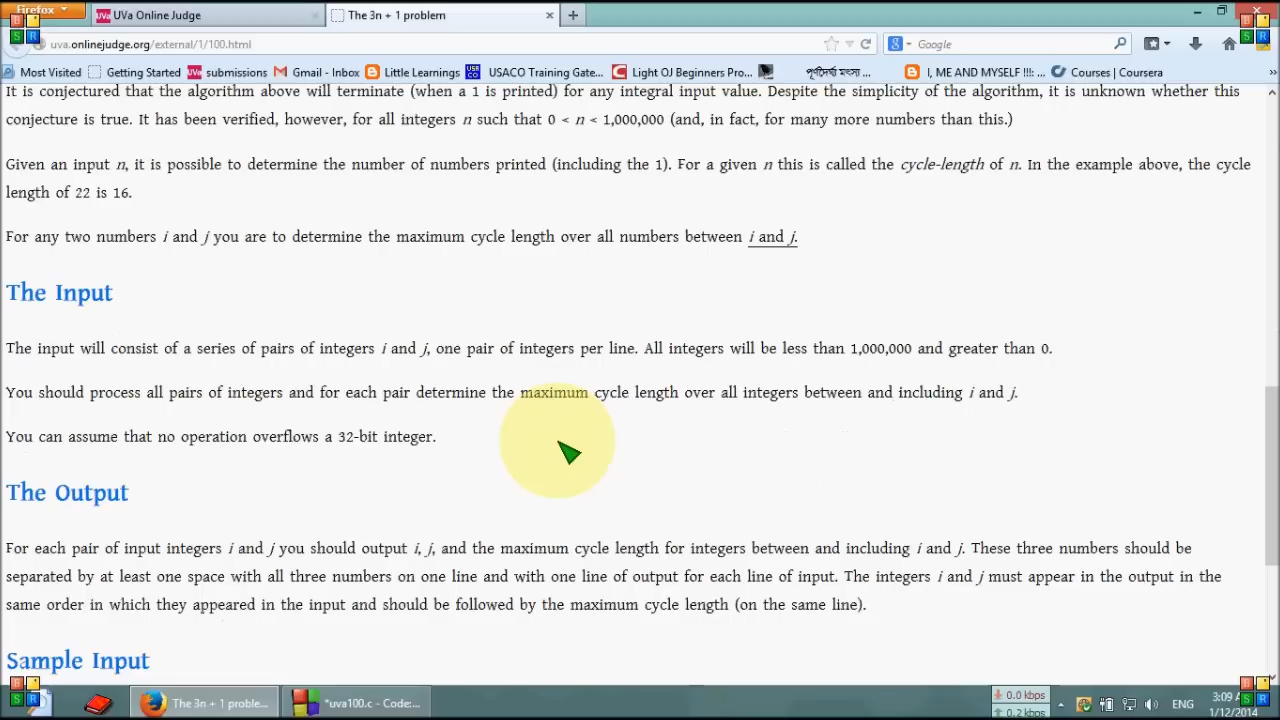 Firefox
UVa Online Judge
The 3n + 1 problem
uva.onlinejudge.org/external/1/100.html
Google
Most Visited
Getting Started
submissions
Gmail - Inbox
Little Learnings
USACO Training Gate...
Light OJ Beginners Pro...
I, ME AND MYSELF !!!: ...
Courses | Coursera
It is conjectured that the algorithm above will terminate (when a 1 is printed) for any integral input value. Despite the simplicity of the algorithm, it is unknown whether this
conjecture is true. It has been verified, however, for all integers n such that 0 < n < 1,000,000 (and, in fact, for many more numbers than this.)
Given an input n, it is possible to determine the number of numbers printed (including the 1). For a given n this is called the cycle-length of n. In the example above, the cycle
length of 22 is 16.
For any two numbers i and j you are to determine the maximum cycle length over all numbers between i and j.
The Input
The input will consist of a series of pairs of integers i and j, one pair of integers per line. All integers will be less than 1,000,000 and greater than 0.
You should process all pairs of integers and for each pair determine the maximum cycle length over all integers between and including i and j.
You can assume that no operation overflows a 32-bit integer.
The Output
For each pair of input integers i and j you should output i, j, and the maximum cycle length for integers between and including i and j. These three numbers should be
separated by at least one space with all three numbers on one line and with one line of output for each line of input. The integers i and j must appear in the output in the
same order in which they appeared in the input and should be followed by the maximum cycle length (on the same line).
Sample Input
The 3n + 1 proble...
*uva100.c - Code:...
0.0 kbps
0.2 kbps
ENG
3:09
1/12/2014